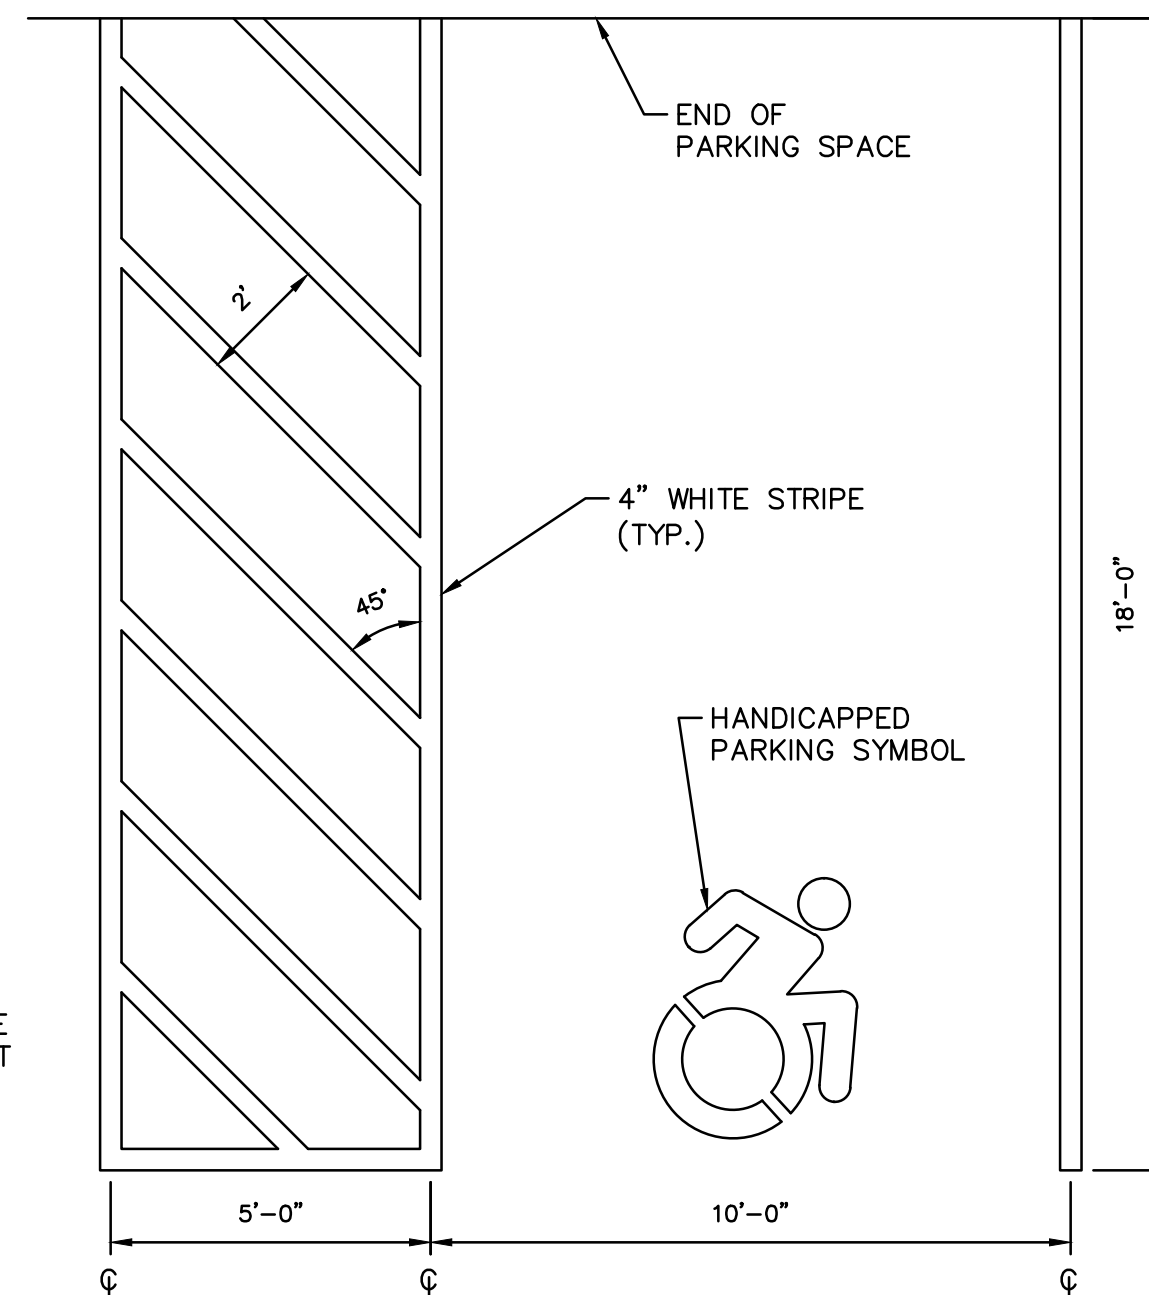 END OF
PARKING SPACE
2'
4" WHITE STRIPE
(TYP.)
45°
18'-0"
HANDICAPPED
PARKING SYMBOL
E
T
5'-0"
10'-0"
℄
℄
℄